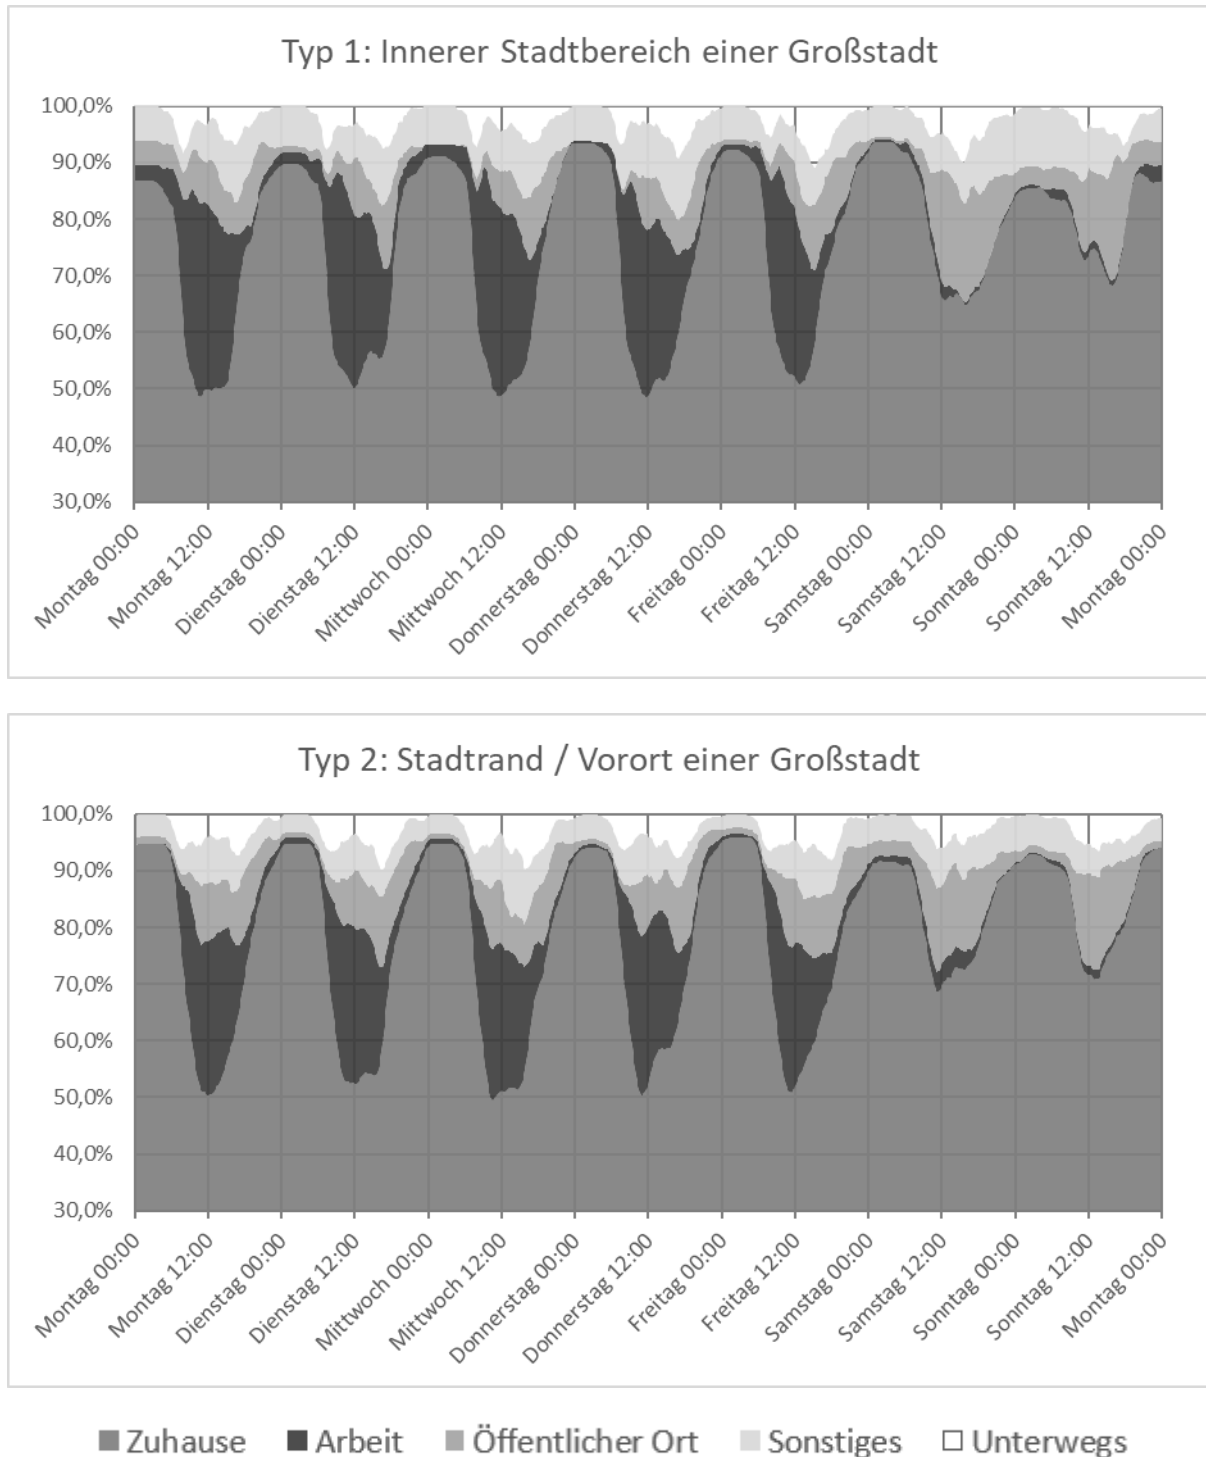 Typ 1: Innerer Stadtbereich einer Großstadt
100,0%
90,0%
80,0%
70,0%
60,0%
50,0%
40,0%
30,0%
Montag 00:00
Montag 12:00
Dienstag 00:00
Dienstag 12:00
Mittwoch 00:00
Mittwoch 12:00
Donnerstag 00:00
Donnerstag 12:00
Freitag 00:00
Freitag 12:00
Samstag 00:00
Samstag 12:00
Sonntag 00:00
Sonntag 12:00
Montag 00:00
Typ 2: Stadtrand / Vorort einer Großstadt
100,0%
90,0%
80,0%
70,0%
60,0%
50,0%
40,0%
30,0%
Montag 00:00
Montag 12:00
Dienstag 00:00
Dienstag 12:00
Mittwoch 00:00
Mittwoch 12:00
Donnerstag 00:00
Donnerstag 12:00
Freitag 00:00
Freitag 12:00
Samstag 00:00
Samstag 12:00
Sonntag 00:00
Sonntag 12:00
Montag 00:00
Zuhause Arbeit Öffentlicher Ort Sonstiges Unterwegs